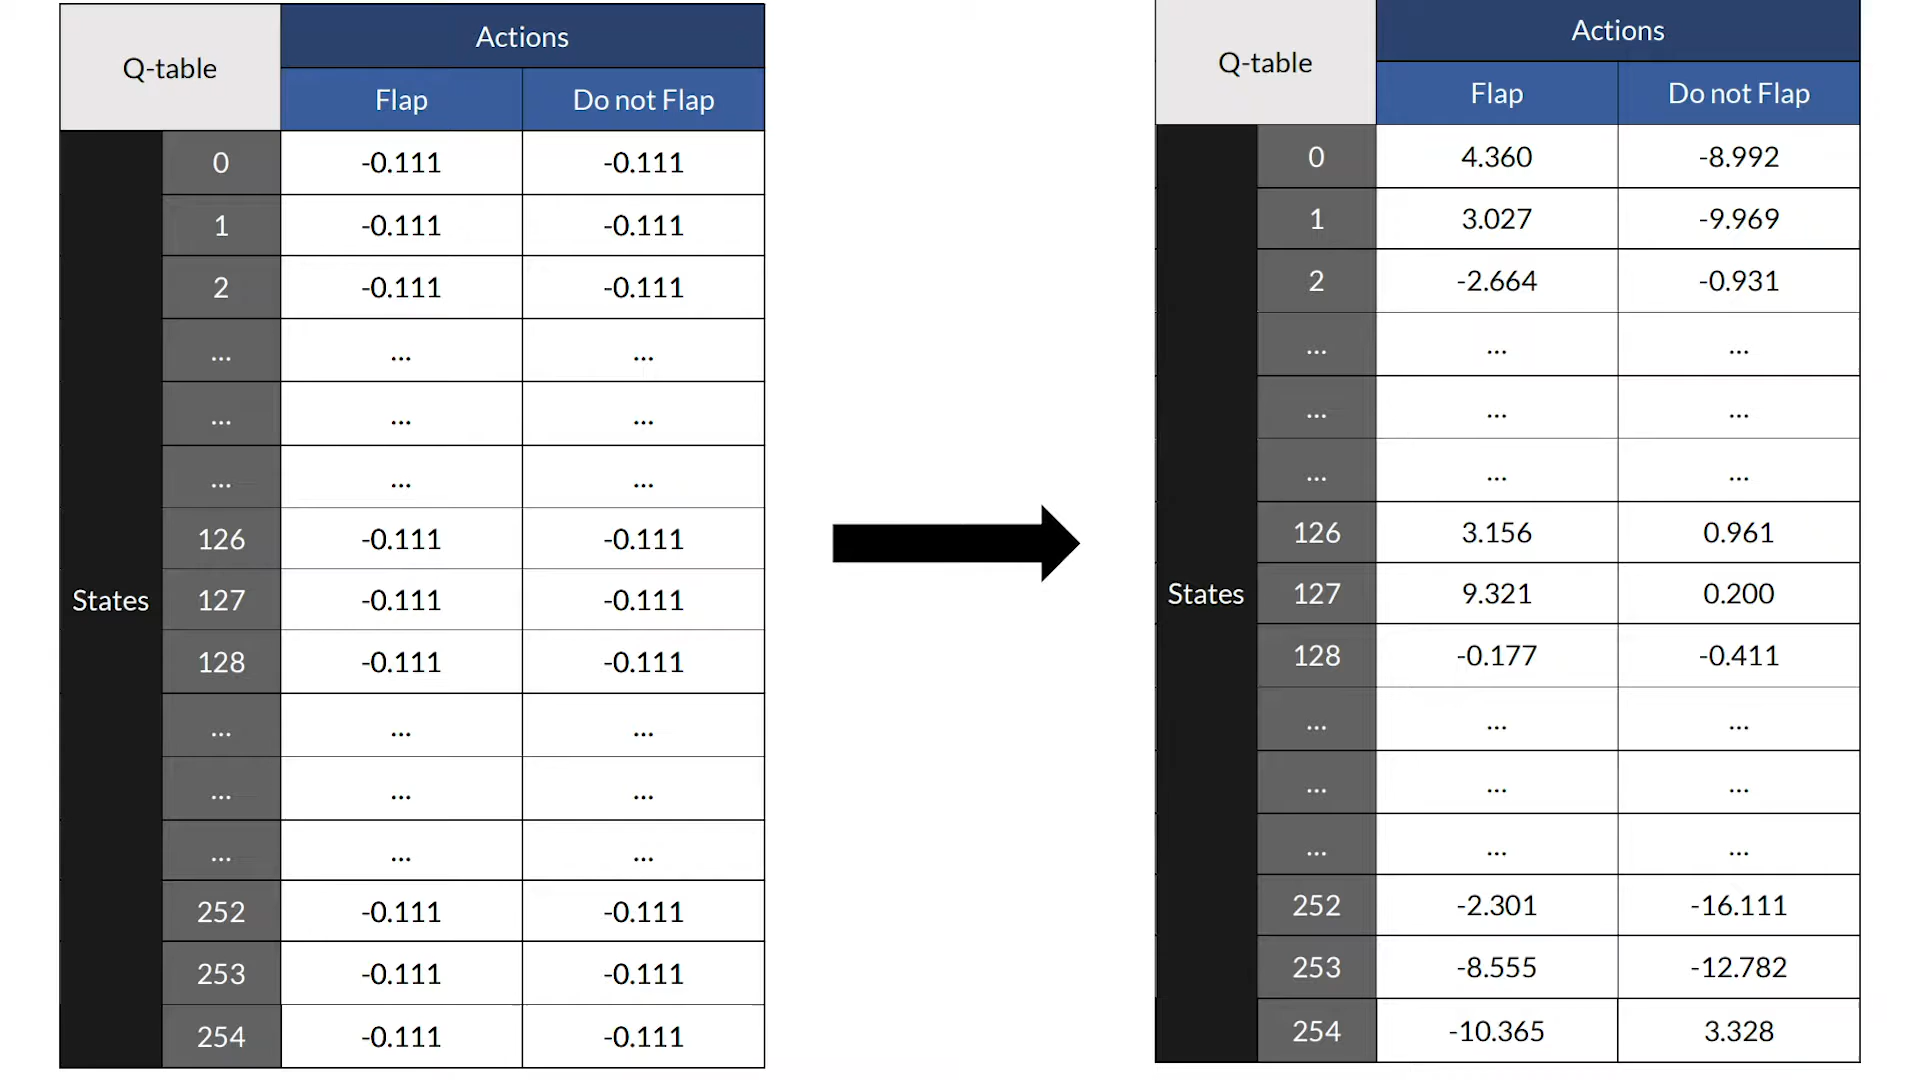 Q-table Actions
Flap Do not Flap
0 -0.111 -0.111
1 -0.111 -0.111
2 -0.111 -0.111
... ... ...
... ... ...
... ... ...
126 -0.111 -0.111
States 127 -0.111 -0.111
128 -0.111 -0.111
... ... ...
... ... ...
... ... ...
252 -0.111 -0.111
253 -0.111 -0.111
254 -0.111 -0.111
Q-table Actions
Flap Do not Flap
0 4.360 -8.992
1 3.027 -9.969
2 -2.664 -0.931
... ... ...
... ... ...
... ... ...
126 3.156 0.961
States 127 9.321 0.200
128 -0.177 -0.411
... ... ...
... ... ...
... ... ...
252 -2.301 -16.111
253 -8.555 -12.782
254 -10.365 3.328